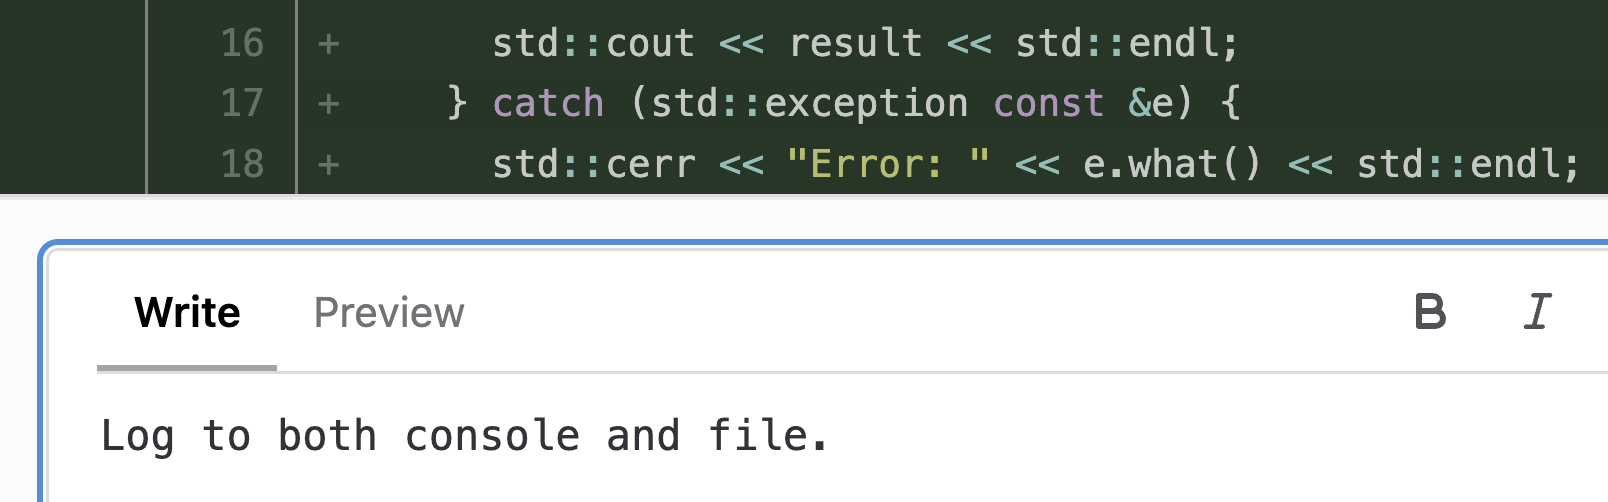 16 + std::cout << result << std::endl;
17 + } catch (std::exception const &e) {
18 + std::cerr << "Error: " << e.what() << std::endl;
Write Preview B I
Log to both console and file.